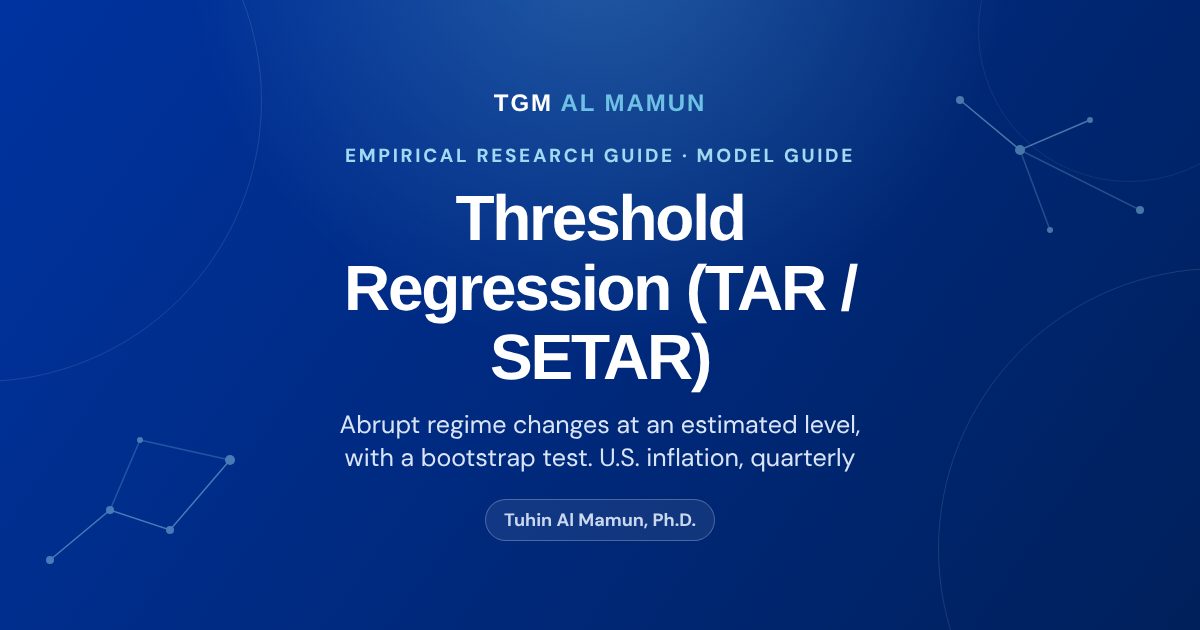 TGM AL MAMUN
EMPIRICAL RESEARCH GUIDE · MODEL GUIDE
Threshold
Regression (TAR /
SETAR)
Abrupt regime changes at an estimated level,
with a bootstrap test. U.S. inflation, quarterly
Tuhin Al Mamun, Ph.D.